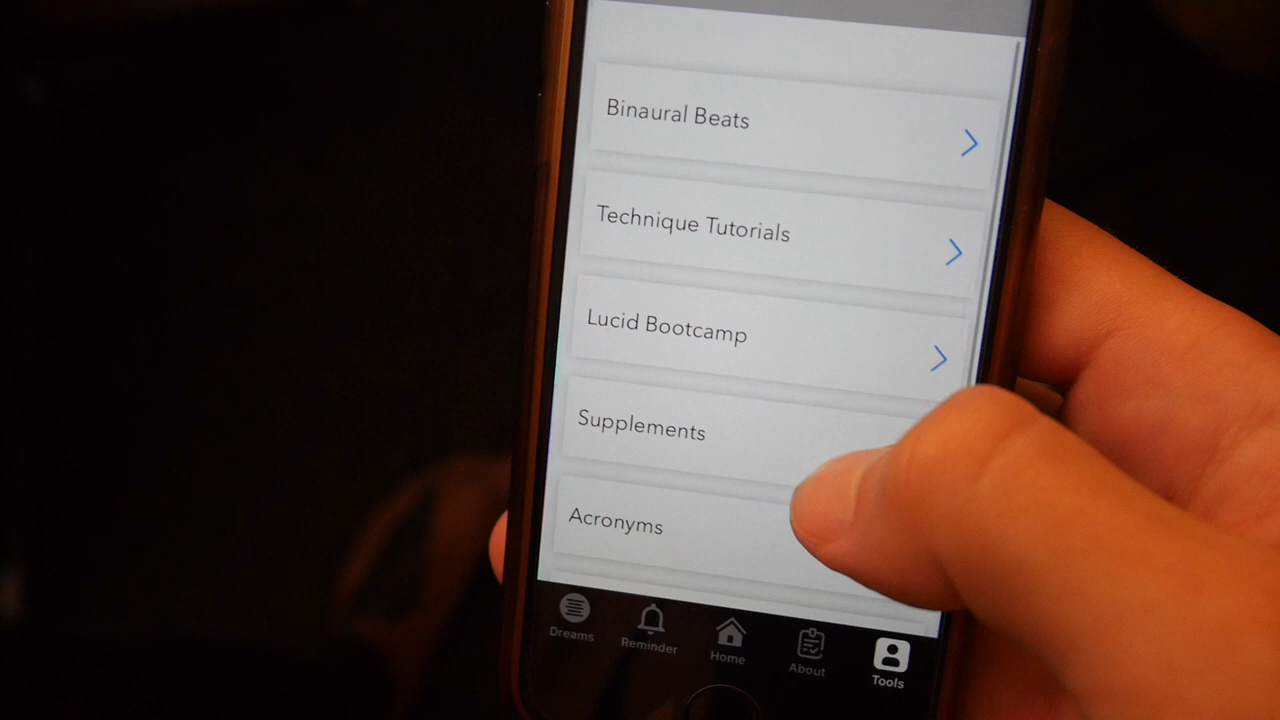 Binaural Beats
Technique Tutorials
Lucid Bootcamp
Supplements
Acronyms
Dreams
Reminder
Home
About
Tools